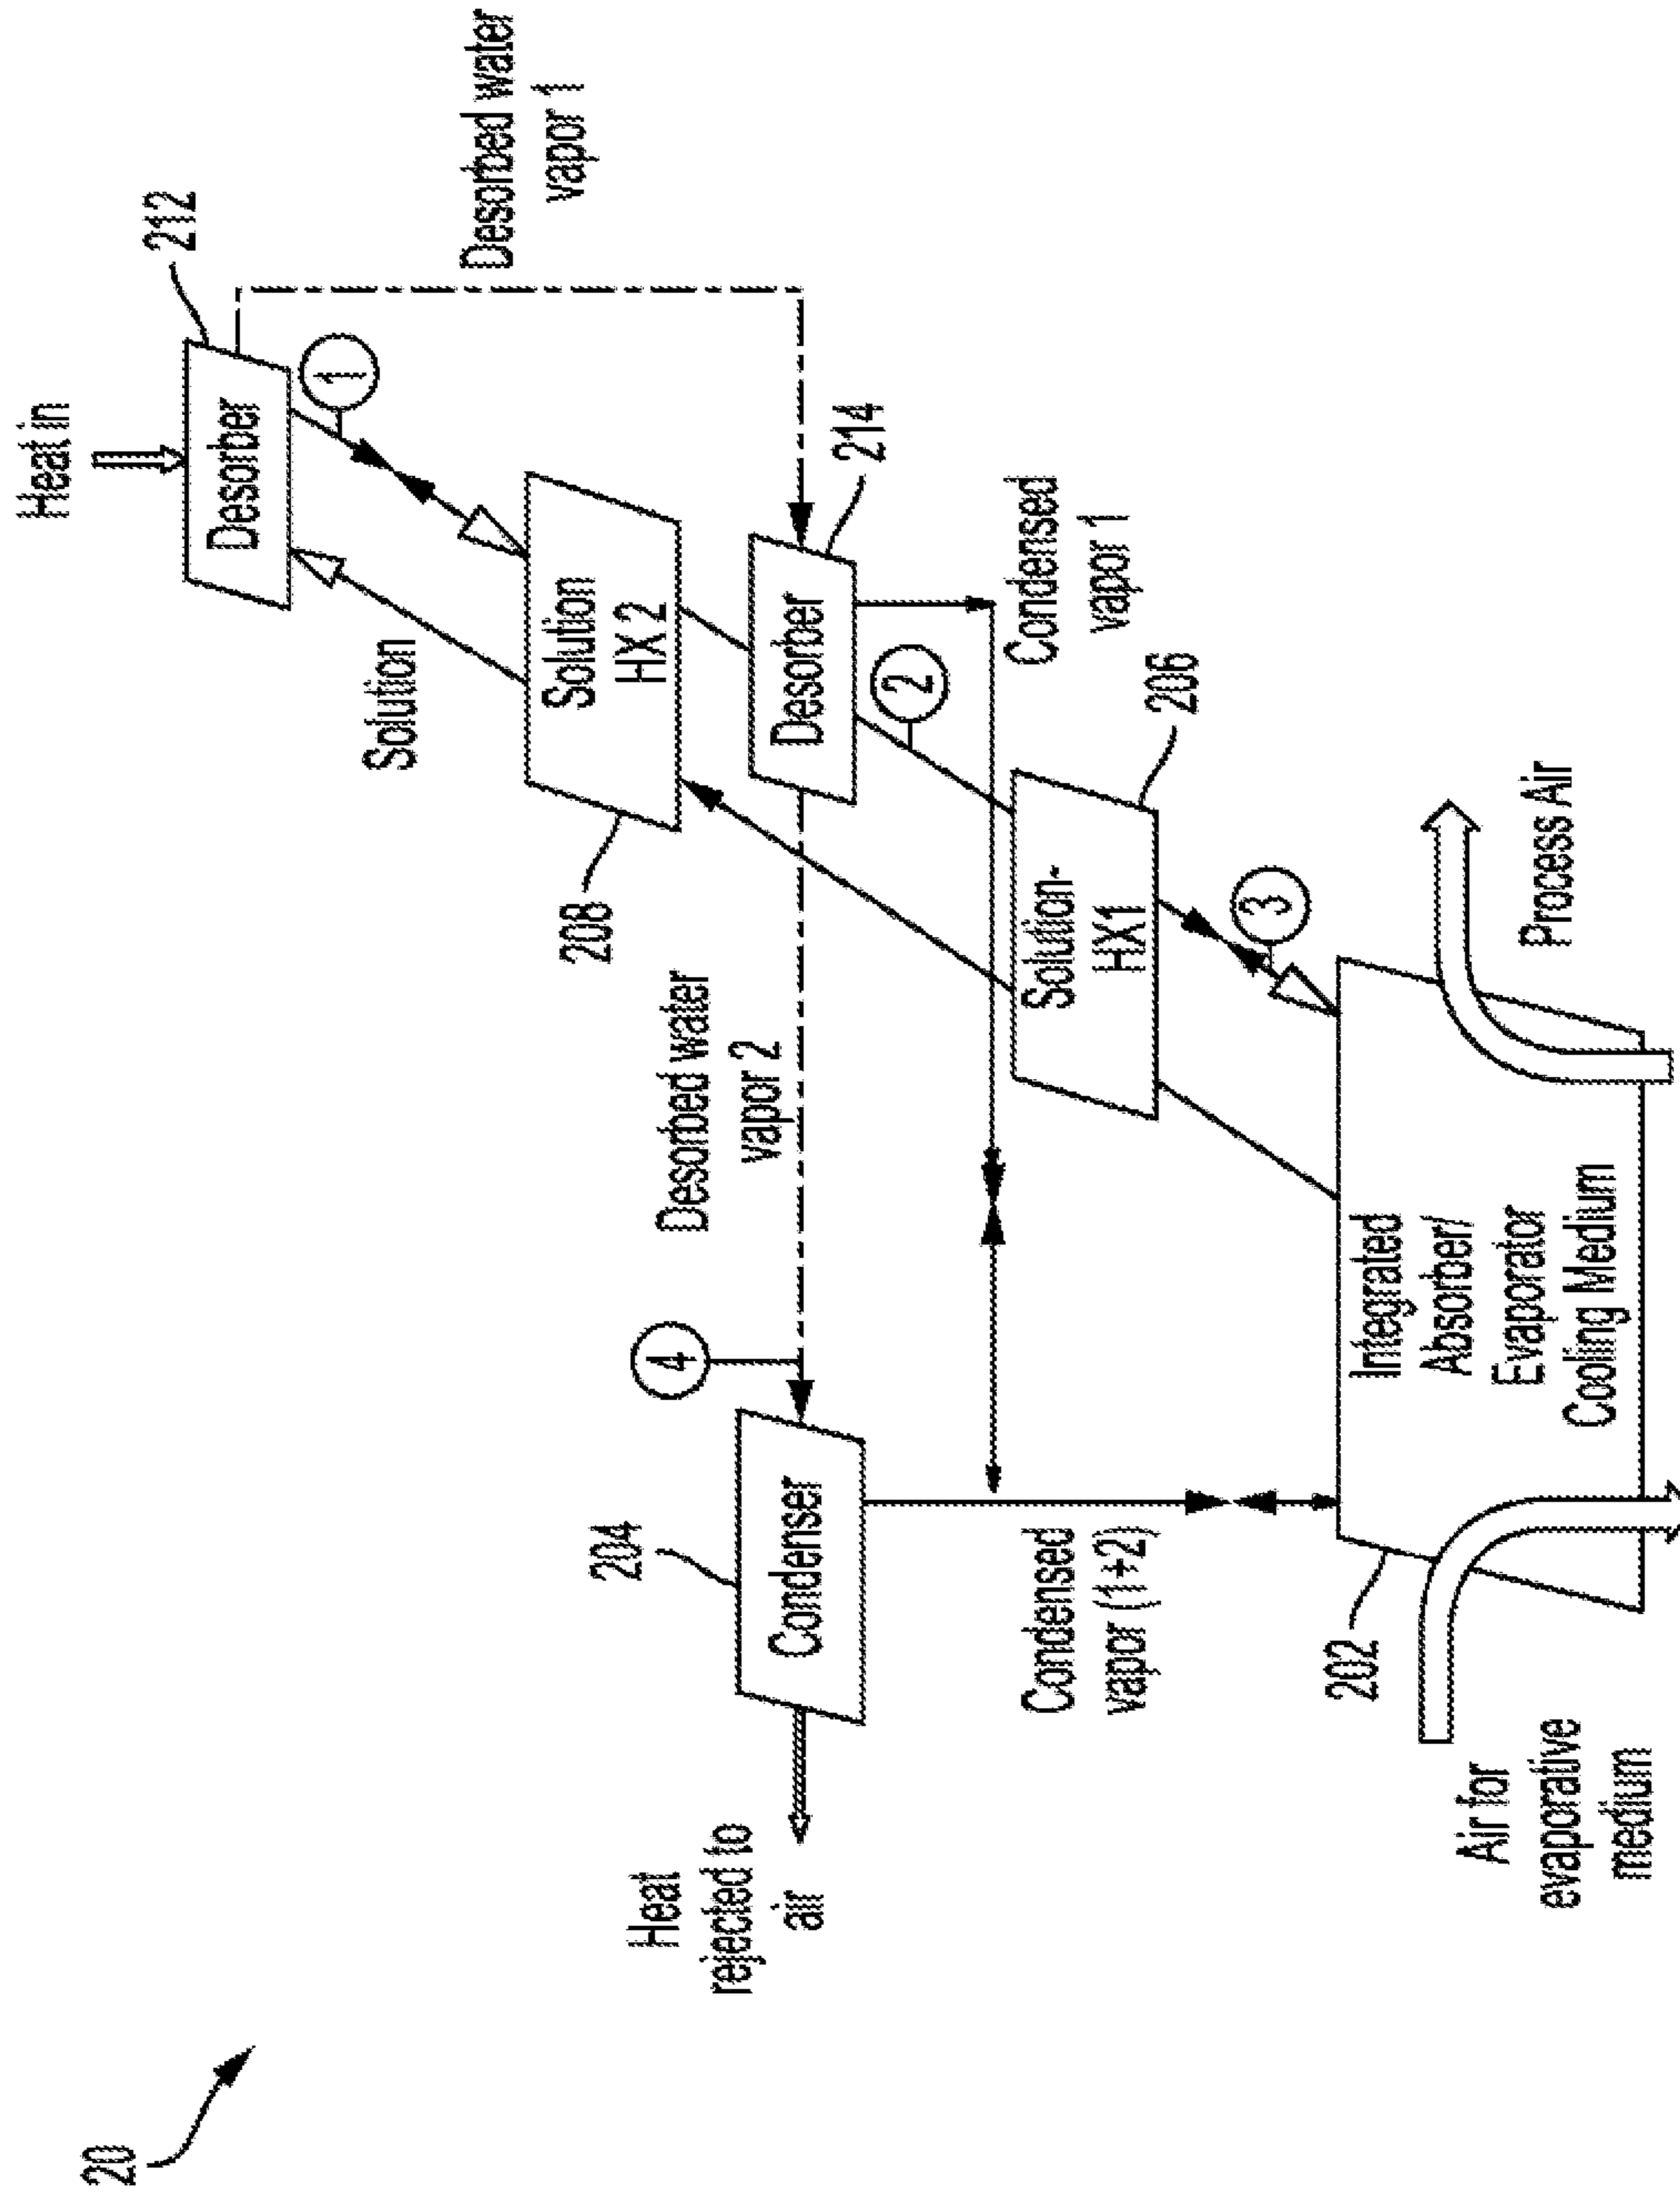 20
Heat in
212
Desorber
1
Desorbed water
vapor 1
Solution
Solution
HX 2
208
214
Desorber
2
Desorbed water
vapor 2
4
204
Condenser
Heat
rejected to
air
Condensed
vapor 1
Solution-
HX1
206
3
Condensed
vapor (1+2)
202
Integrated
Absorber/
Evaporator
Cooling Medium
Process Air
Air for
evaporative
medium